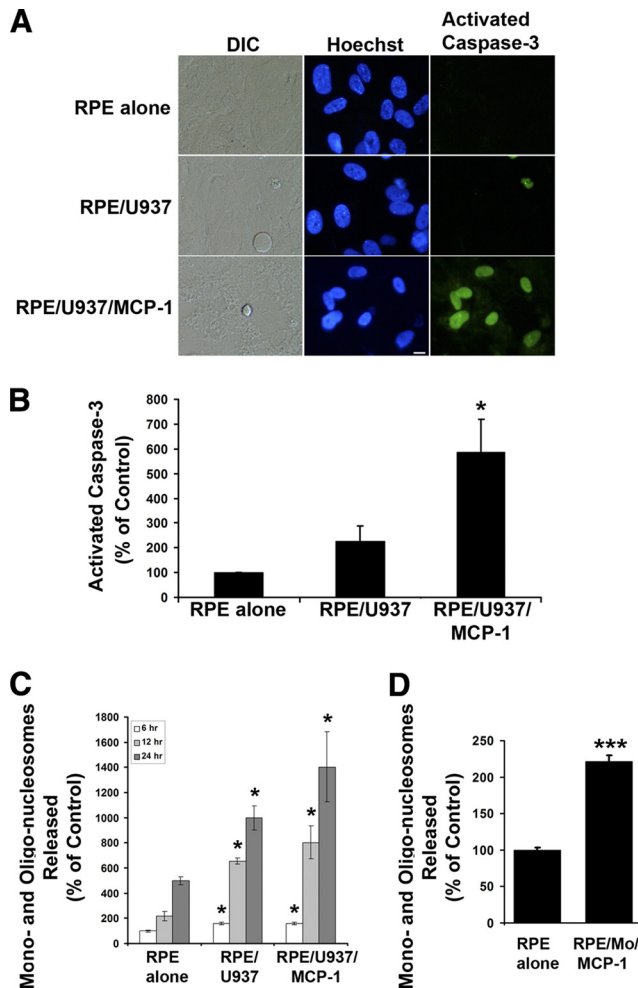 A
DIC Hoechst Activated
Caspase-3
RPE alone
RPE/U937
RPE/U937/MCP-1
B
Activated Caspase-3
(% of Control)
800
700
600
500
400
300
200
100
0
*
RPE alone RPE/U937 RPE/U937/
MCP-1
C
Mono- and Oligo-nucleosomes
Released
(% of Control)
1800
1600
1400
1200
1000
800
600
400
200
0
6 hr
12 hr
24 hr
* * *
* * *
RPE
alone
RPE/
U937
RPE/U937/
MCP-1
D
Mono- and Oligo-nucleosomes
Released
(% of Control)
250
200
150
100
50
0
***
RPE
alone
RPE/Mo/
MCP-1